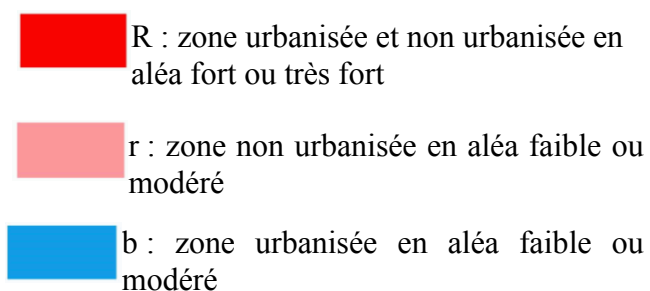 R : zone urbanisée et non urbanisée en
aléa fort ou très fort
r : zone non urbanisée en aléa faible ou
modéré
b : zone urbanisée en aléa faible ou
modéré